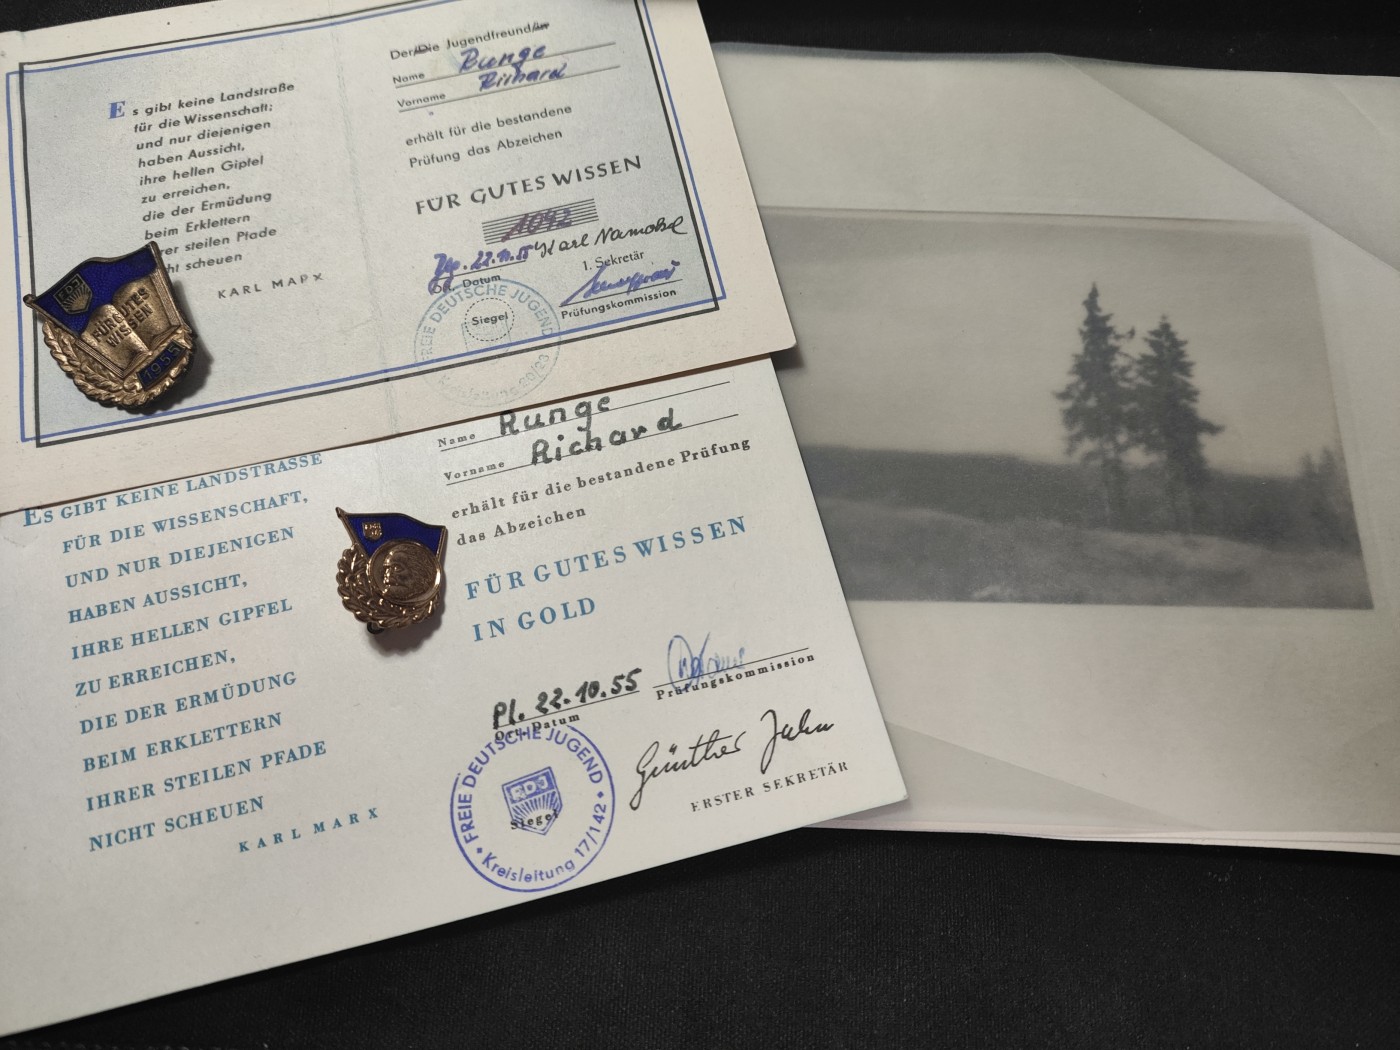 Es gibt keine Landstraße
für die Wissenschaft;
und nur diejenigen
haben Aussicht,
ihre hellen Gipfel
zu erreichen,
die der Ermüdung
beim Erklettern
rer steilen Pfade
ht scheuen
KARL MARX
FDJ
FÜR GUTES
WISSEN
1955
Der/Die Jugendfreund/in
Name Runge
Vorname Richard
erhält für die bestandene
Prüfung das Abzeichen
FÜR GUTES WISSEN
1092
22.10.55 Karl Namokel
Ort, Datum
1. Sekretär
Prüfungskommission
FREIE DEUTSCHE JUGEND
Siegel
ES GIBT KEINE LANDSTRASSE
FÜR DIE WISSENSCHAFT,
UND NUR DIEJENIGEN
HABEN AUSSICHT,
IHRE HELLEN GIPFEL
ZU ERREICHEN,
DIE DER ERMÜDUNG
BEIM ERKLETTERN
IHRER STEILEN PFADE
NICHT SCHEUEN
KARL MARX
Name Runge
Vorname Richard
erhält für die bestandene Prüfung
das Abzeichen
FÜR GUTES WISSEN
IN GOLD
Pl. 22.10.55
Ort, Datum
Prüfungskommission
Günther Jahn
ERSTER SEKRETÄR
FREIE DEUTSCHE JUGEND
FDJ
Siegel
Kreisleitung 17/142